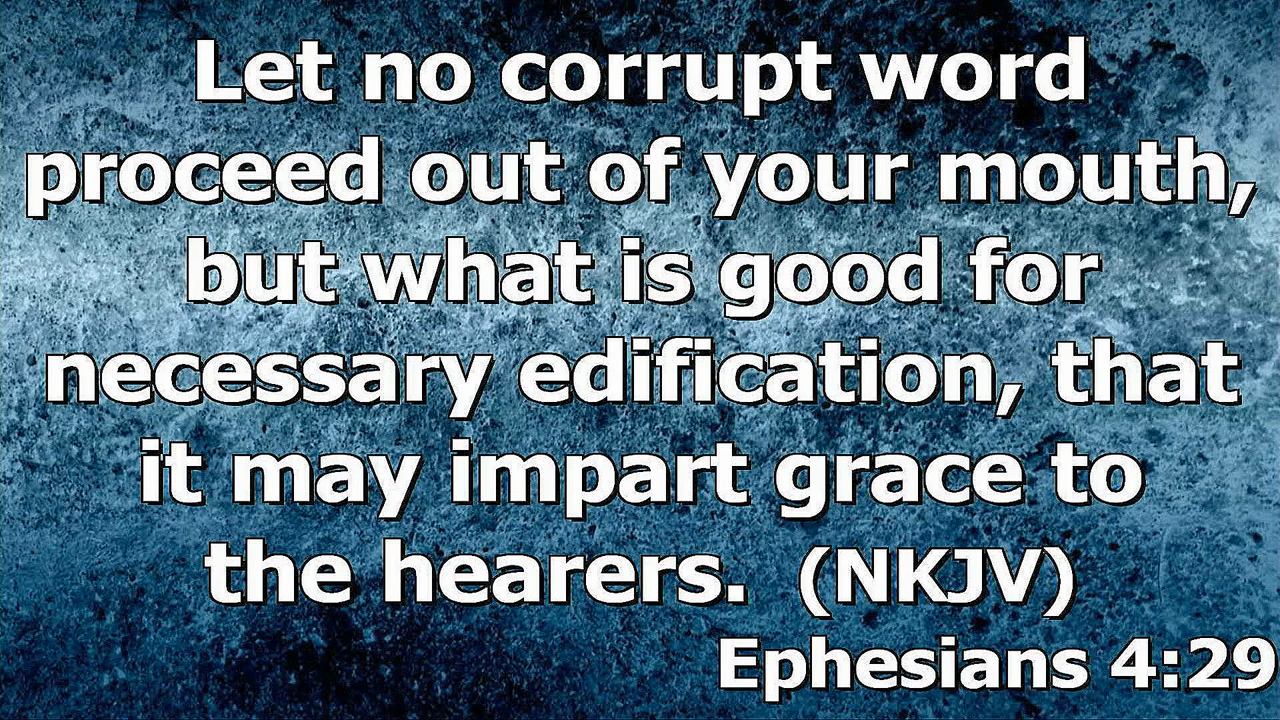 Let no corrupt word
proceed out of your mouth,
but what is good for
necessary edification, that
it may impart grace to
the hearers. (NKJV)
Ephesians 4:29